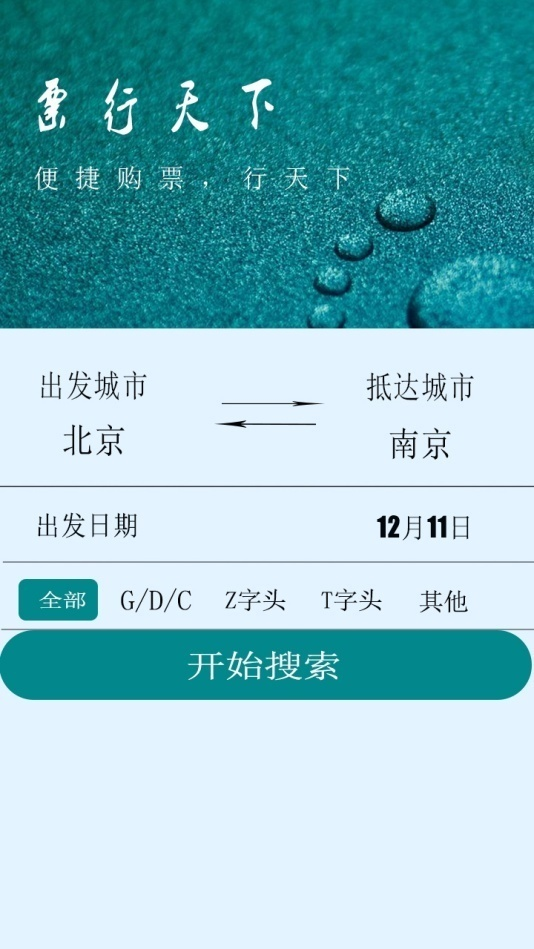 票行天下
便捷购票，行天下
出发城市 抵达城市
北京 南京
出发日期 12月11日
全部 G/D/C Z字头 T字头 其他
开始搜索